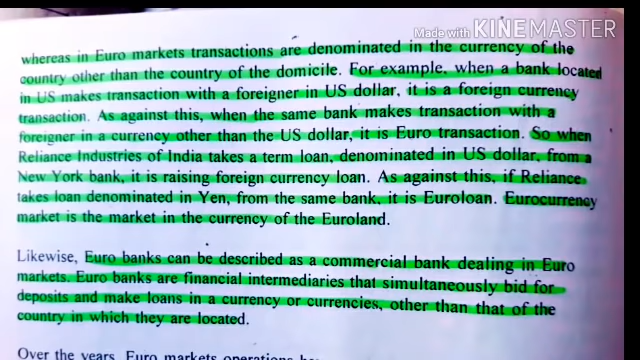 Made with KINEMASTER
whereas in Euro markets transactions are denominated in the currency of the
country other than the country of the domicile. For example, when a bank located
in US makes transaction with a foreigner in US dollar, it is a foreign currency
transaction. As against this, when the same bank makes transaction with a
foreigner in a currency other than the US dollar, it is Euro transaction. So when
Reliance Industries of India takes a term loan, denominated in US dollar, from a
New York bank, it is raising foreign currency loan. As against this, if Reliance
takes loan denominated in Yen, from the same bank, it is Euroloan. Eurocurrency
market is the market in the currency of the Euroland.
Likewise, Euro banks can be described as a commercial bank dealing in Euro
markets. Euro banks are financial intermediaries that simultaneously bid for
deposits and make loans in a currency or currencies, other than that of the
country in which they are located.
Over the years, Euro markets operations